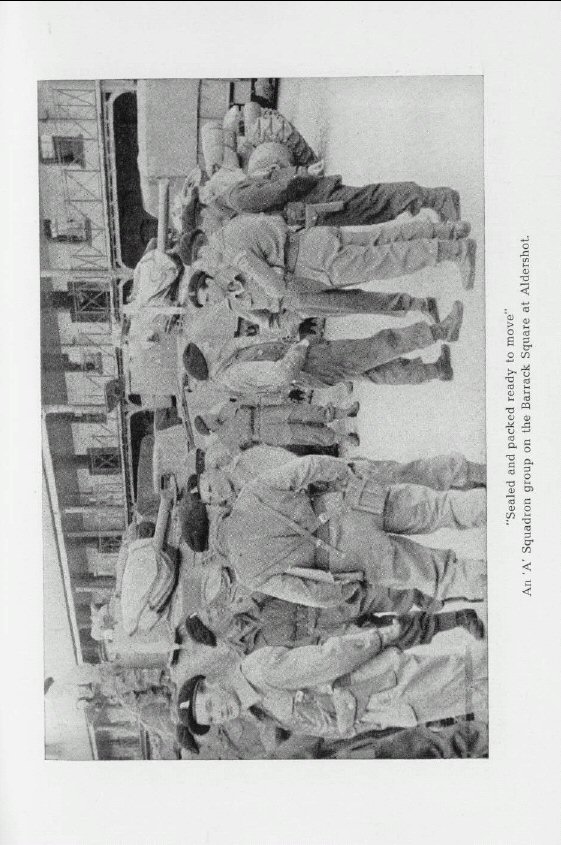 "Sealed and packed ready to move"
An 'A' Squadron group on the Barrack Square at Aldershot.